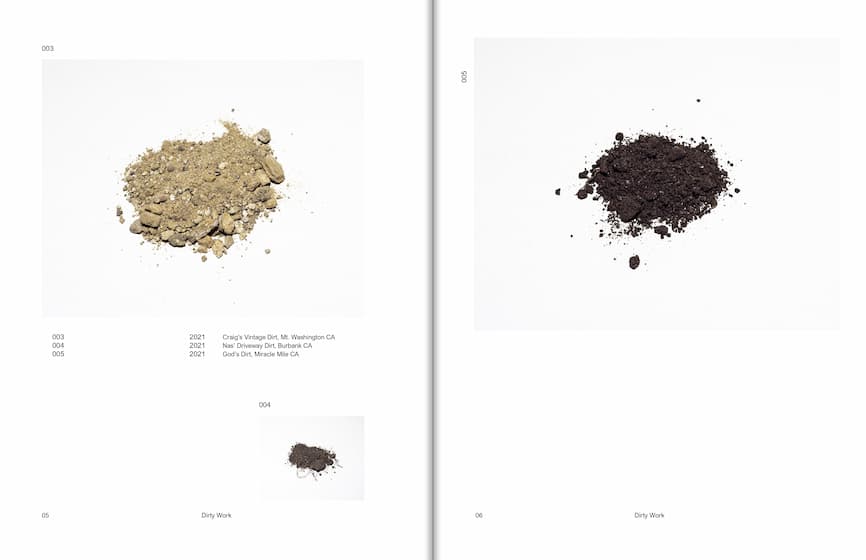 003
003 2021 Craig's Vintage Dirt, Mt. Washington CA
004 2021 Nas' Driveway Dirt, Burbank CA
005 2021 God's Dirt, Miracle Mile CA
004
05 Dirty Work
005
06 Dirty Work